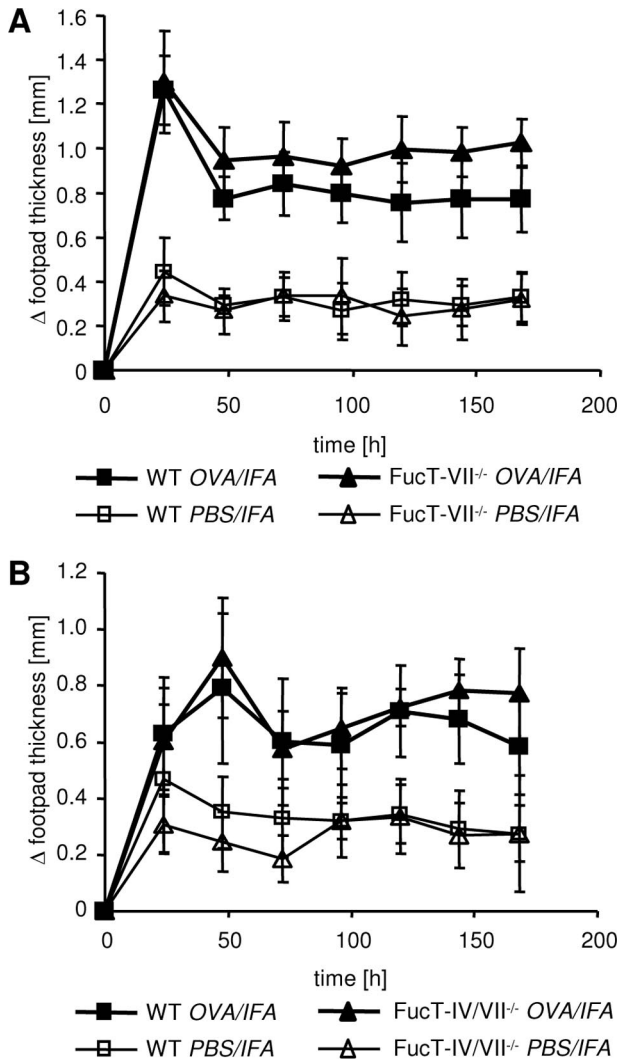 A
Δ footpad thickness [mm]
1.6
1.4
1.2
1.0
0.8
0.6
0.4
0.2
0
0 50 100 150 200
time [h]
WT OVA/IFA FucT-VII-/- OVA/IFA
WT PBS/IFA FucT-VII-/- PBS/IFA
B
Δ footpad thickness [mm]
1.2
1.0
0.8
0.6
0.4
0.2
0
0 50 100 150 200
time [h]
WT OVA/IFA FucT-IV/VII-/- OVA/IFA
WT PBS/IFA FucT-IV/VII-/- PBS/IFA